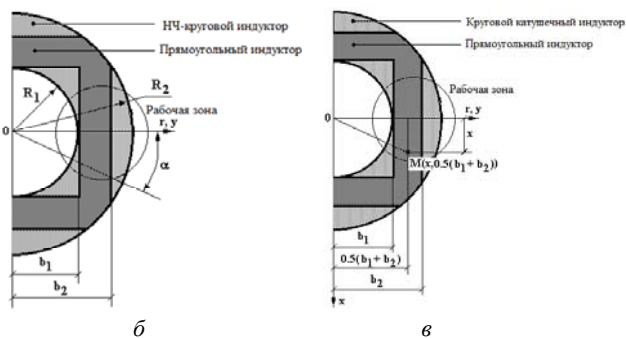 НЧ-круговой индуктор
Прямоугольный индуктор
R1
R2
Рабочая зона
r, y
0
α
b1
b2
б
Круговой катушечный индуктор
Прямоугольный индуктор
Рабочая зона
r, y
0
x
M(x,0.5(b1+b2))
b1
0.5(b1+b2)
b2
x
в